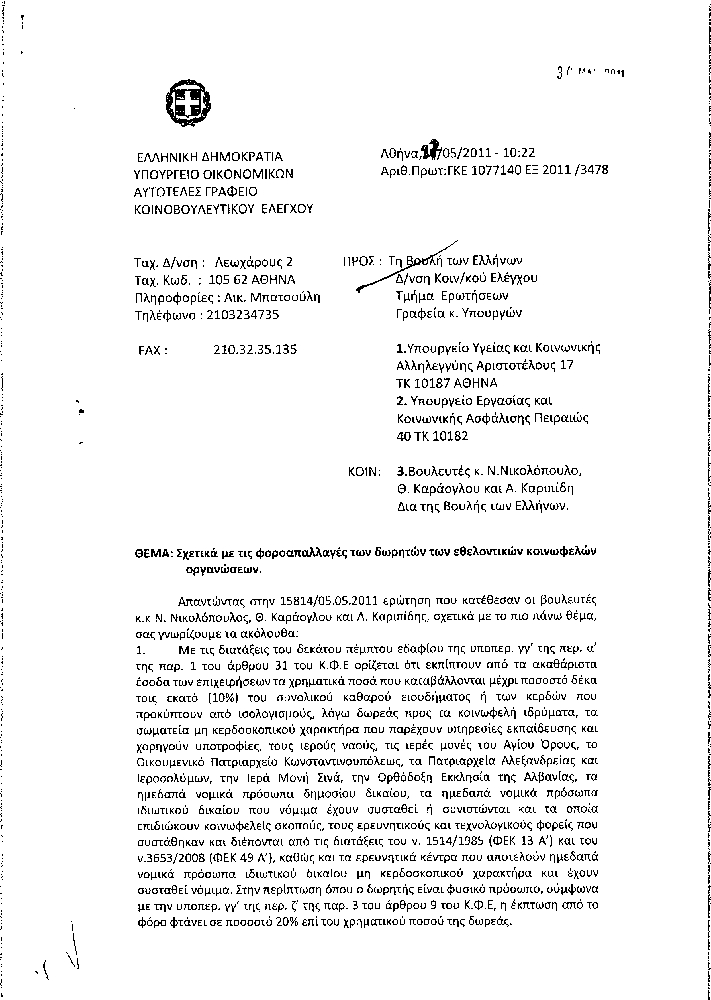 ΕΛΛΗΝΙΚΗ ΔΗΜΟΚΡΑΤΙΑ
ΥΠΟΥΡΓΕΙΟ ΟΙΚΟΝΟΜΙΚΩΝ
ΑΥΤΟΤΕΛΕΣ ΓΡΑΦΕΙΟ
ΚΟΙΝΟΒΟΥΛΕΥΤΙΚΟΥ ΕΛΕΓΧΟΥ
Αθήνα, /05/2011 - 10:22
Αριθ.Πρωτ:ΓΚΕ 1077140 ΕΞ 2011 /3478
Ταχ. Δ/νση : Λεωχάρους 2
Ταχ. Κωδ. : 105 62 ΑΘΗΝΑ
Πληροφορίες : Αικ. Μπατσούλη
Τηλέφωνο : 2103234735
FAX : 210.32.35.135
ΠΡΟΣ : Τη Βουλή των Ελλήνων
Δ/νση Κοιν/κού Ελέγχου
Τμήμα Ερωτήσεων
Γραφεία κ. Υπουργών
1.Υπουργείο Υγείας και Κοινωνικής
Αλληλεγγύης Αριστοτέλους 17
ΤΚ 10187 ΑΘΗΝΑ
2. Υπουργείο Εργασίας και
Κοινωνικής Ασφάλισης Πειραιώς
40 ΤΚ 10182
ΚΟΙΝ: 3.Βουλευτές κ. Ν.Νικολόπουλο,
Θ. Καράογλου και Α. Καριπίδη
Δια της Βουλής των Ελλήνων.
ΘΕΜΑ: Σχετικά με τις φοροαπαλλαγές των δωρητών των εθελοντικών κοινωφελών
οργανώσεων.
Απαντώντας στην 15814/05.05.2011 ερώτηση που κατέθεσαν οι βουλευτές
κ.κ Ν. Νικολόπουλος, Θ. Καράογλου και Α. Καριπίδης, σχετικά με το πιο πάνω θέμα,
σας γνωρίζουμε τα ακόλουθα:
1. Με τις διατάξεις του δεκάτου πέμπτου εδαφίου της υποπερ. γγ' της περ. α'
της παρ. 1 του άρθρου 31 του Κ.Φ.Ε ορίζεται ότι εκπίπτουν από τα ακαθάριστα
έσοδα των επιχειρήσεων τα χρηματικά ποσά που καταβάλλονται μέχρι ποσοστό δέκα
τοις εκατό (10%) του συνολικού καθαρού εισοδήματος ή των κερδών που
προκύπτουν από ισολογισμούς, λόγω δωρεάς προς τα κοινωφελή ιδρύματα, τα
σωματεία μη κερδοσκοπικού χαρακτήρα που παρέχουν υπηρεσίες εκπαίδευσης και
χορηγούν υποτροφίες, τους ιερούς ναούς, τις ιερές μονές του Αγίου Όρους, το
Οικουμενικό Πατριαρχείο Κωνσταντινουπόλεως, τα Πατριαρχεία Αλεξανδρείας και
Ιεροσολύμων, την Ιερά Μονή Σινά, την Ορθόδοξη Εκκλησία της Αλβανίας, τα
ημεδαπά νομικά πρόσωπα δημοσίου δικαίου, τα ημεδαπά νομικά πρόσωπα
ιδιωτικού δικαίου που νόμιμα έχουν συσταθεί ή συνιστώνται και τα οποία
επιδιώκουν κοινωφελείς σκοπούς, τους ερευνητικούς και τεχνολογικούς φορείς που
συστάθηκαν και διέπονται από τις διατάξεις του ν. 1514/1985 (ΦΕΚ 13 Α') και του
ν.3653/2008 (ΦΕΚ 49 Α'), καθώς και τα ερευνητικά κέντρα που αποτελούν ημεδαπά
νομικά πρόσωπα ιδιωτικού δικαίου μη κερδοσκοπικού χαρακτήρα και έχουν
συσταθεί νόμιμα. Στην περίπτωση όπου ο δωρητής είναι φυσικό πρόσωπο, σύμφωνα
με την υποπερ. γγ' της περ. ζ' της παρ. 3 του άρθρου 9 του Κ.Φ.Ε, η έκπτωση από το
φόρο φτάνει σε ποσοστό 20% επί του χρηματικού ποσού της δωρεάς.